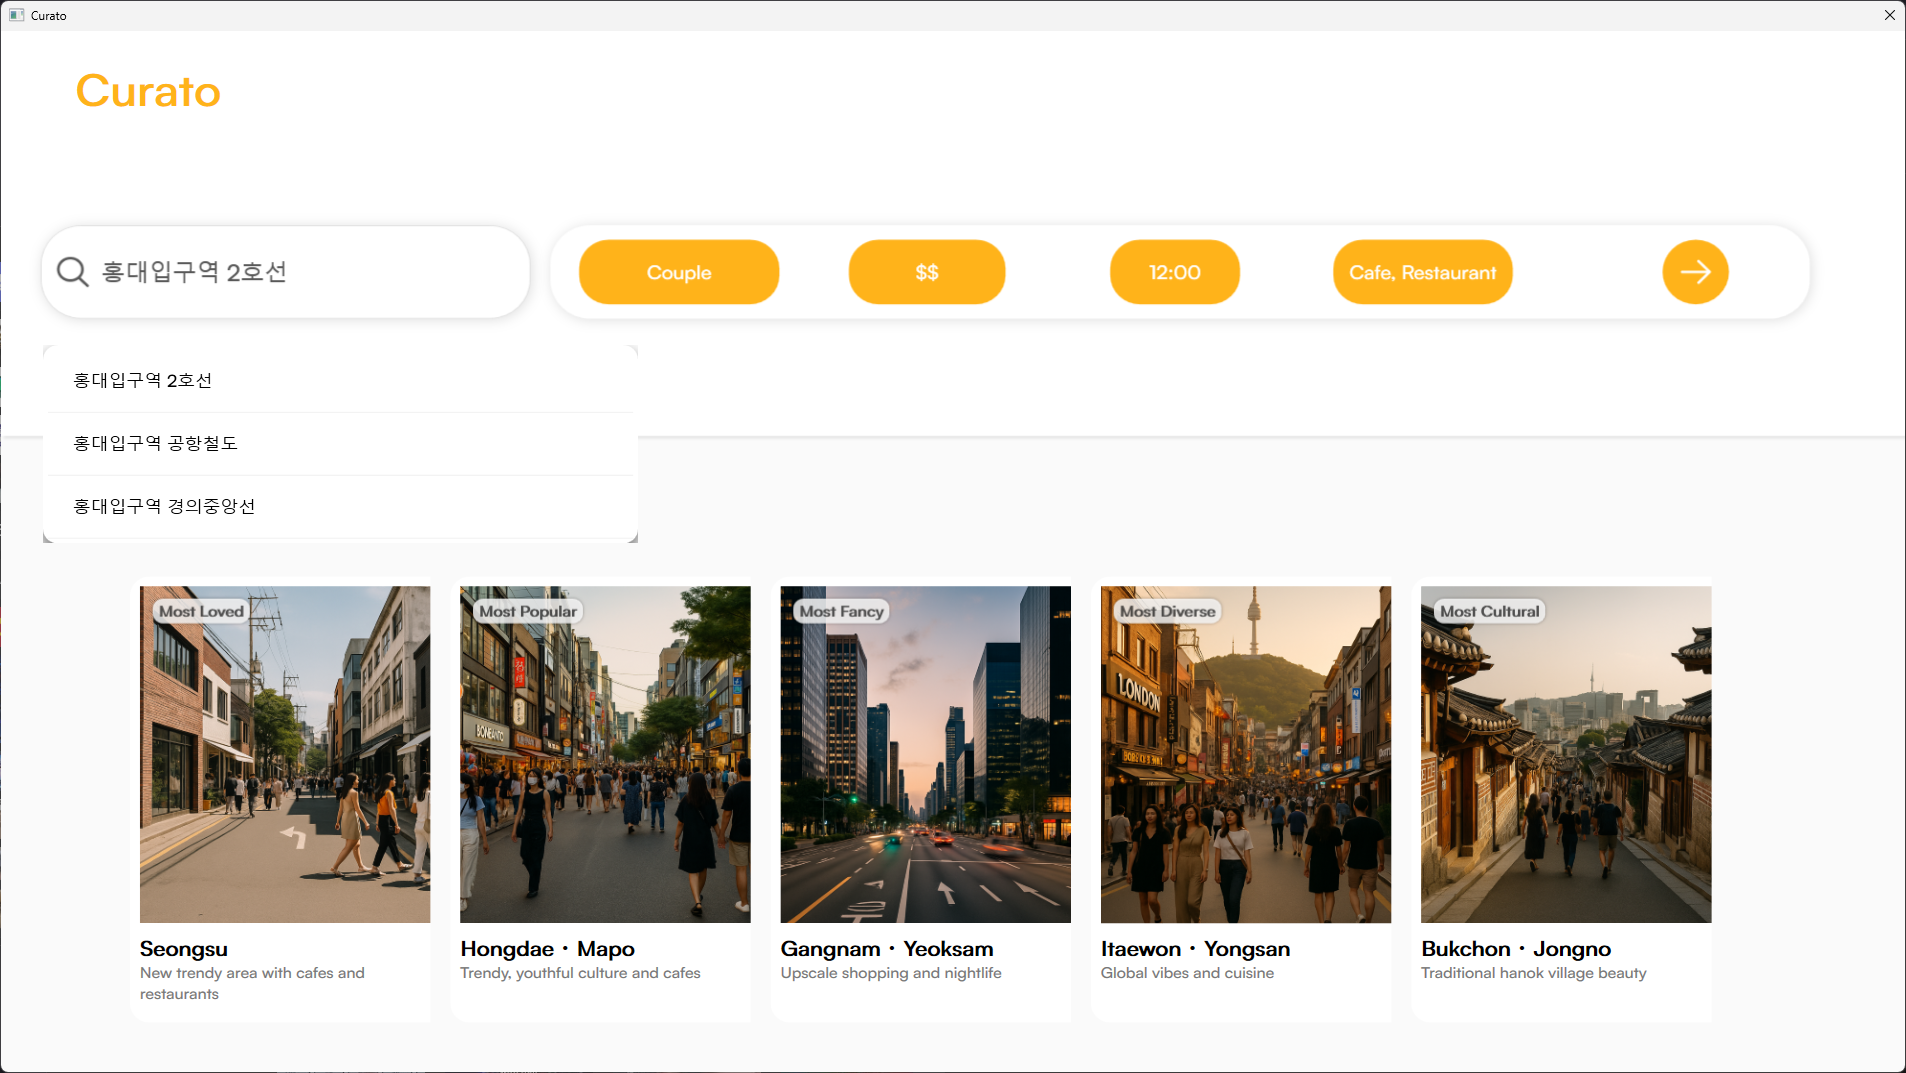 Curato
Curato
홍대입구역 2호선
Couple
$$
12:00
Cafe, Restaurant
홍대입구역 2호선
홍대입구역 공항철도
홍대입구역 경의중앙선
Most Loved
Most Popular
Most Fancy
Most Diverse
Most Cultural
LONDON
Seongsu
New trendy area with cafes and
restaurants
Hongdae · Mapo
Trendy, youthful culture and cafes
Gangnam · Yeoksam
Upscale shopping and nightlife
Itaewon · Yongsan
Global vibes and cuisine
Bukchon · Jongno
Traditional hanok village beauty